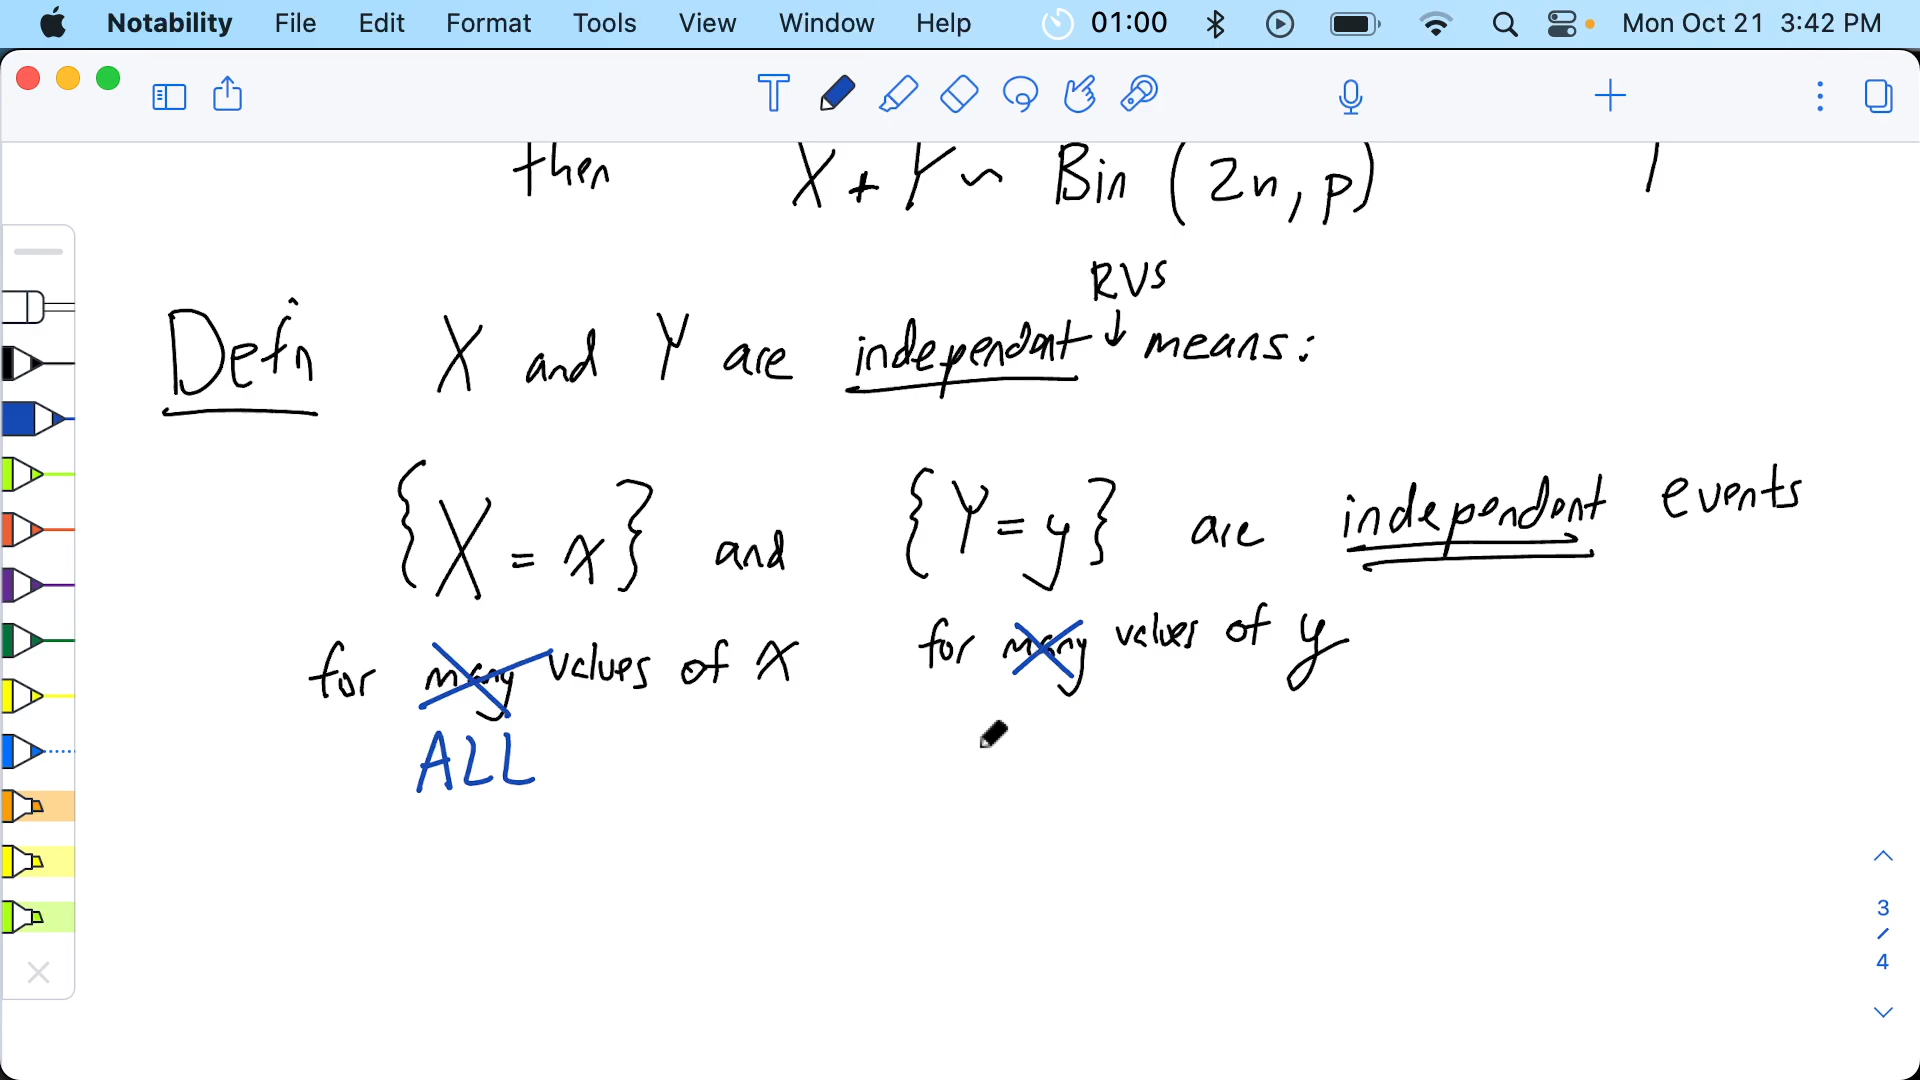 Notability File Edit Format Tools View Window Help 01:00 Mon Oct 21 3:42 PM
T
then X + Y ~ Bin (2n, p)
RVS
Defn X and Y are independent ↓ means:
{X = x} and {Y = y} are independent events
for many values of x for many values of y
ALL
3
/
4